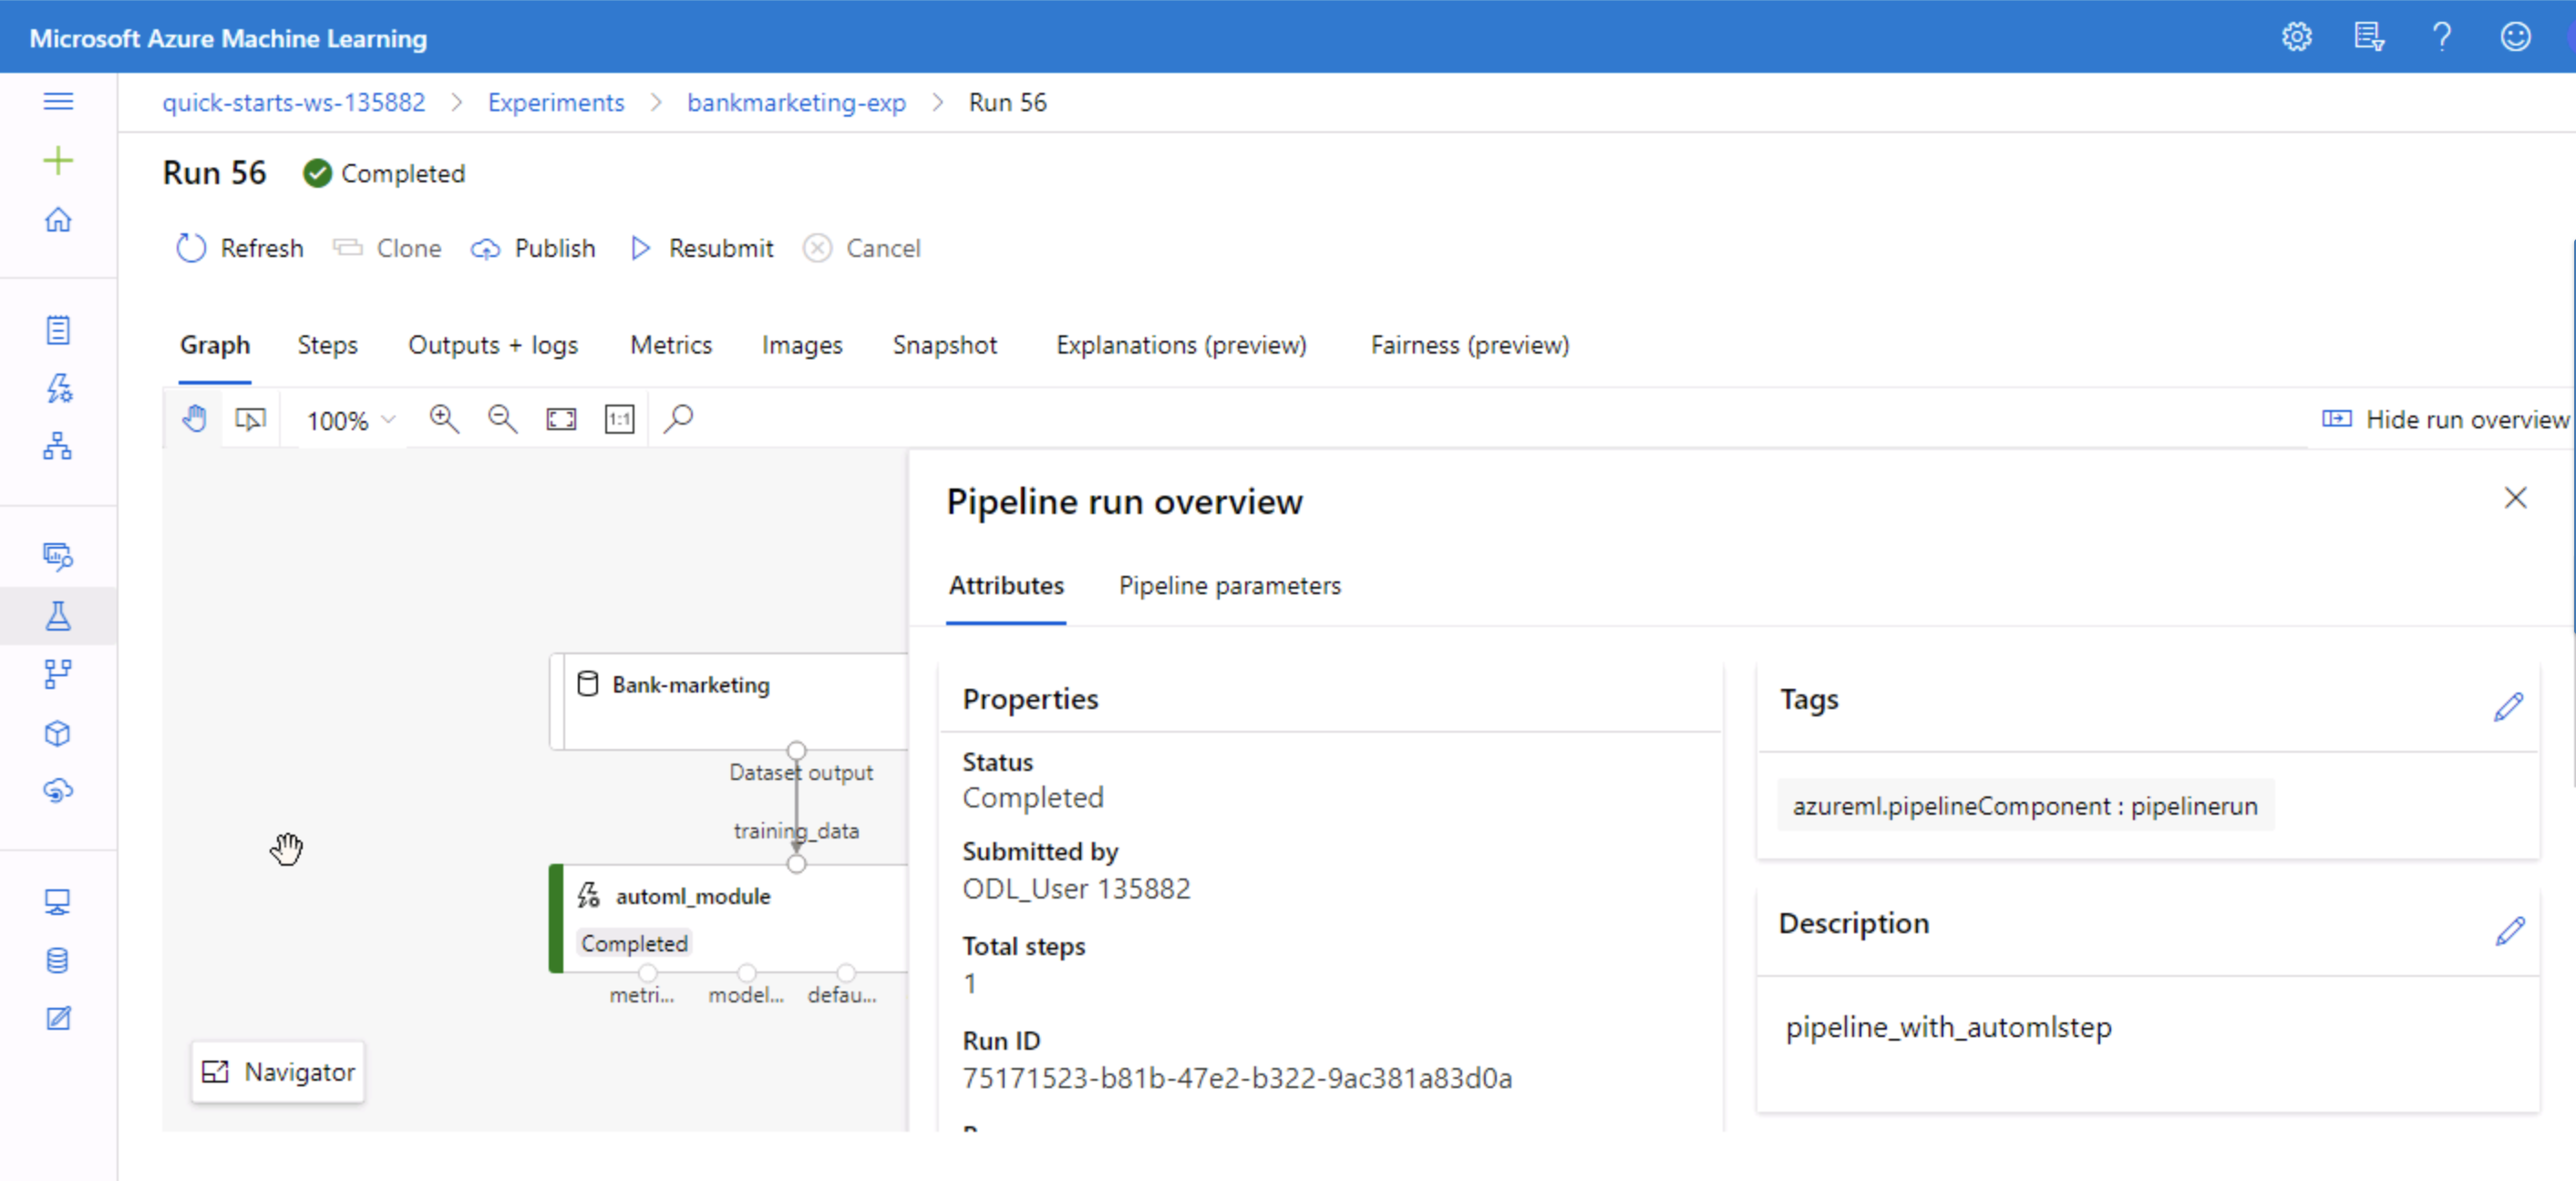 Microsoft Azure Machine Learning
quick-starts-ws-135882 > Experiments > bankmarketing-exp > Run 56
Run 56 Completed
Refresh Clone Publish Resubmit Cancel
Graph Steps Outputs + logs Metrics Images Snapshot Explanations (preview) Fairness (preview)
100% 1:1 Hide run overview
Pipeline run overview
Attributes Pipeline parameters
Bank-marketing
Dataset output
training_data
automl_module
Completed
metri... model... defau...
Navigator
Properties
Status
Completed
Submitted by
ODL_User 135882
Total steps
1
Run ID
75171523-b81b-47e2-b322-9ac381a83d0a
Tags
azureml.pipelineComponent : pipelinerun
Description
pipeline_with_automlstep